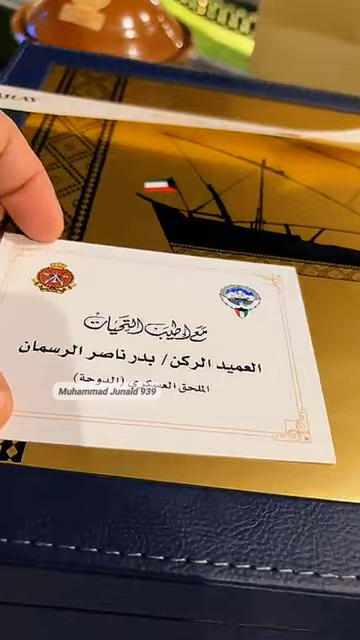 مع أطيب التحيات
العميد الركن/ بدر ناصر الرسمان
الملحق العسكري (الدوحة)
Muhammad Junaid 939